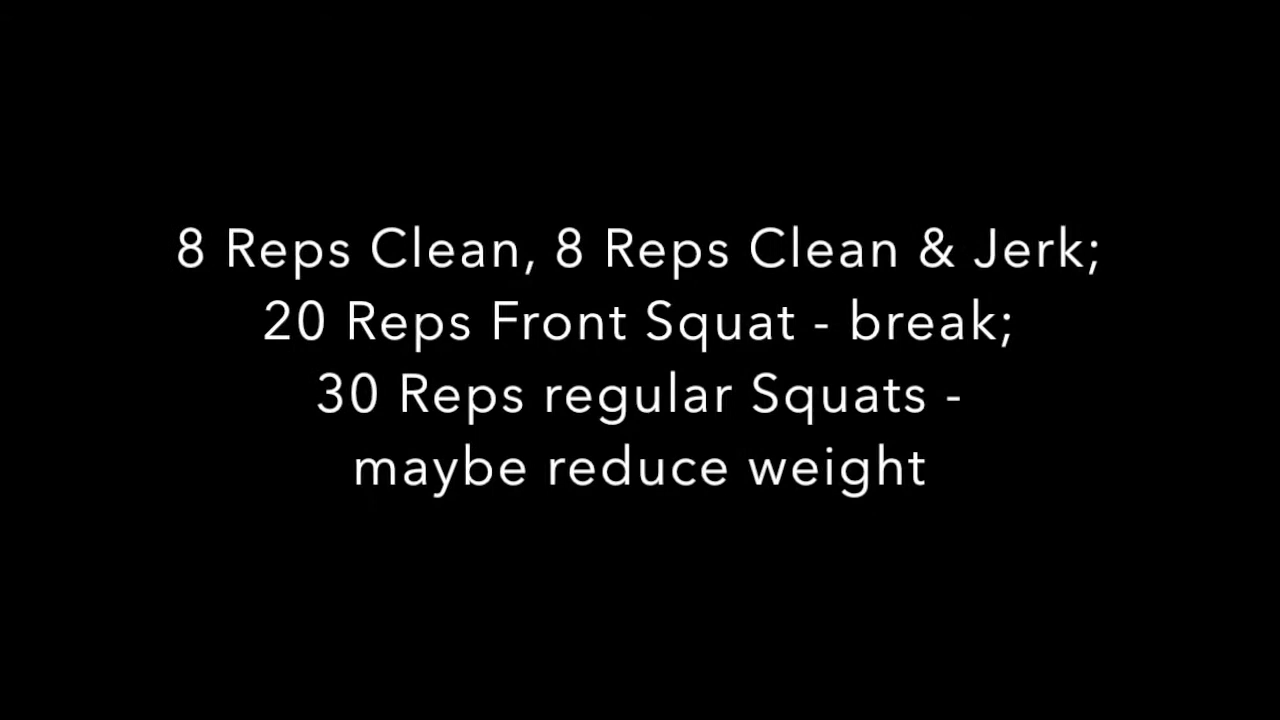 8 Reps Clean, 8 Reps Clean & Jerk;
20 Reps Front Squat - break;
30 Reps regular Squats -
maybe reduce weight